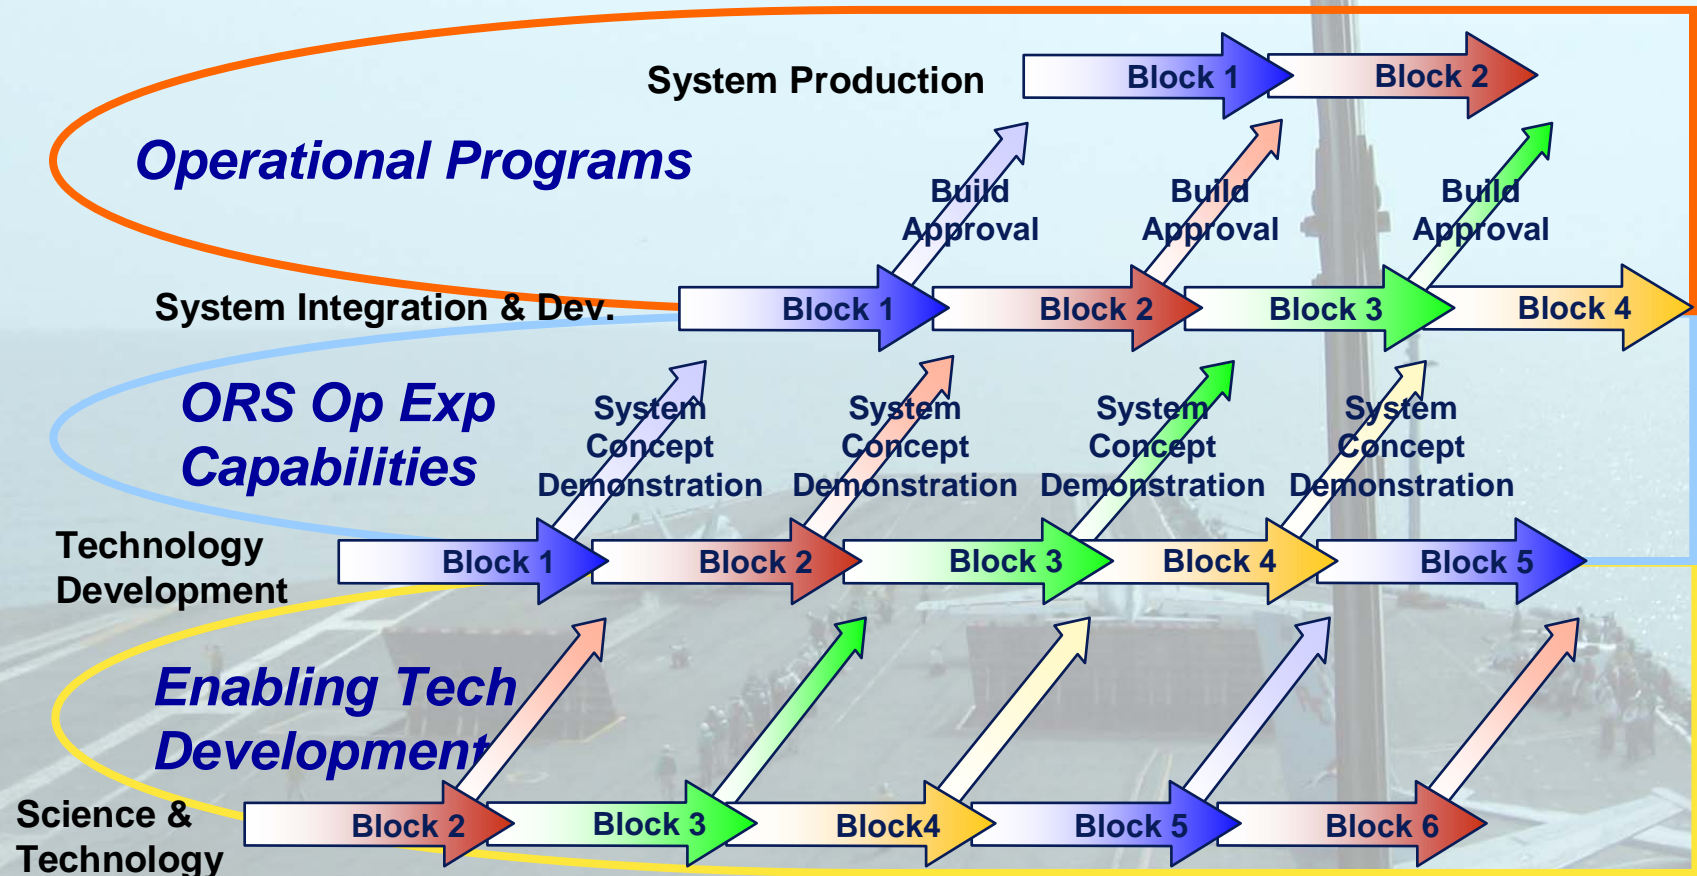 System Production
Block 1
Block 2
Operational Programs
Build
Approval
Build
Approval
Build
Approval
System Integration & Dev.
Block 1
Block 2
Block 3
Block 4
ORS Op Exp
Capabilities
System
Concept
Demonstration
System
Concept
Demonstration
System
Concept
Demonstration
System
Concept
Demonstration
Technology
Development
Block 1
Block 2
Block 3
Block 4
Block 5
Enabling Tech
Development
Science &
Technology
Block 2
Block 3
Block4
Block 5
Block 6